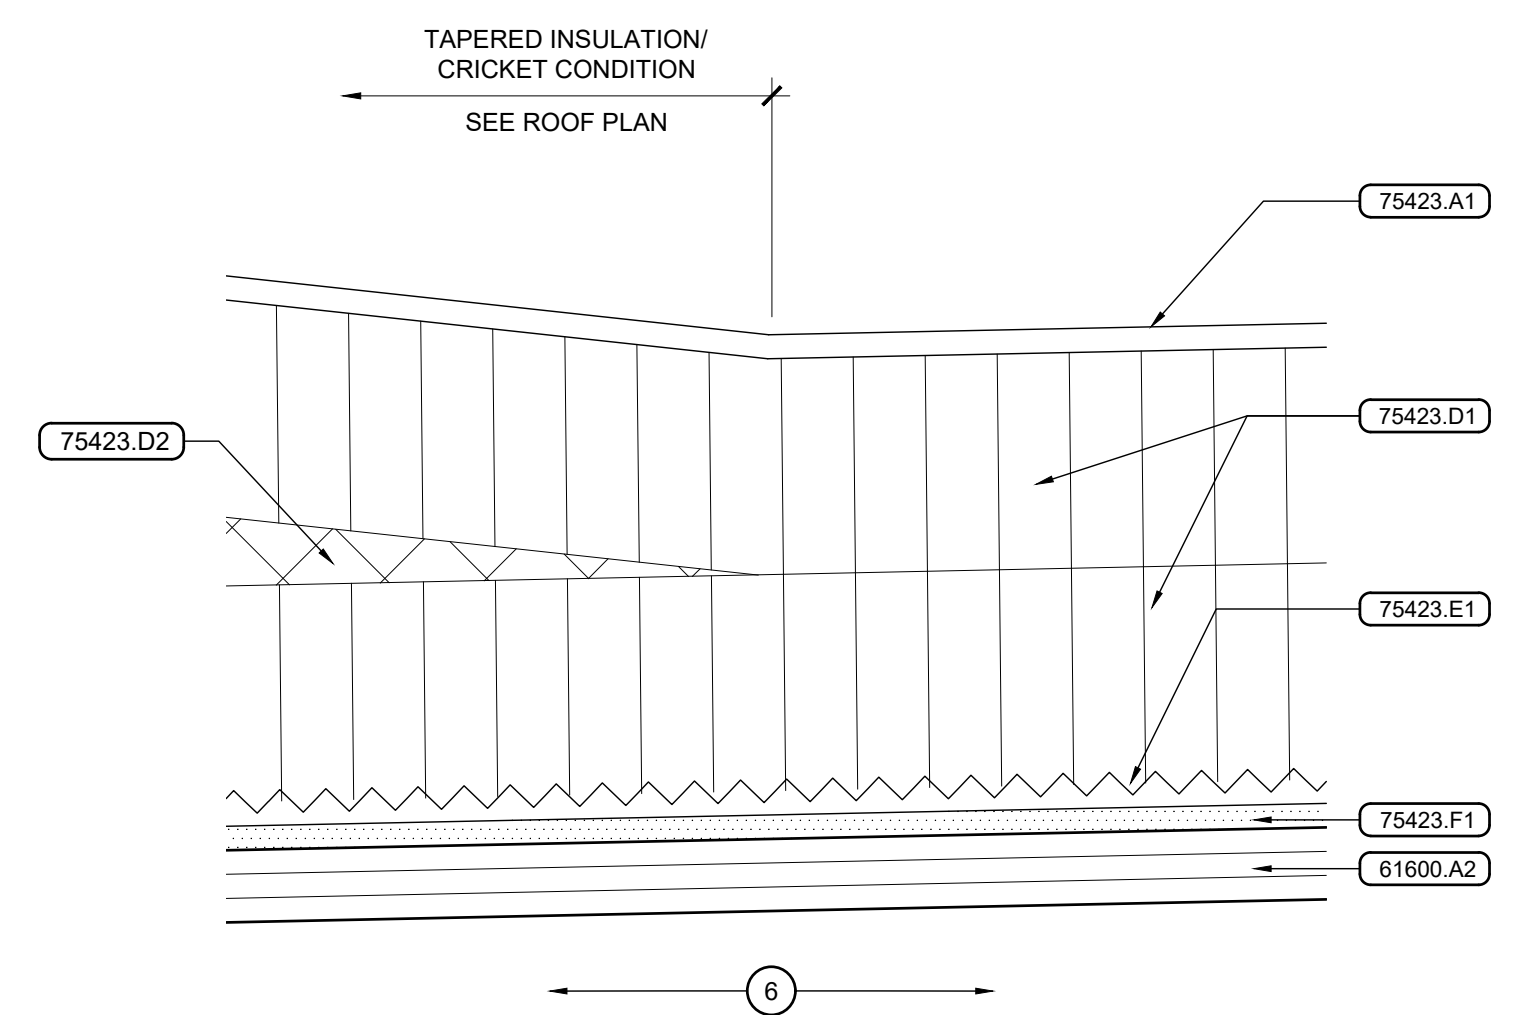 TAPERED INSULATION/
CRICKET CONDITION
SEE ROOF PLAN
75423.A1
75423.D1
75423.D2
75423.E1
75423.F1
61600.A2
6